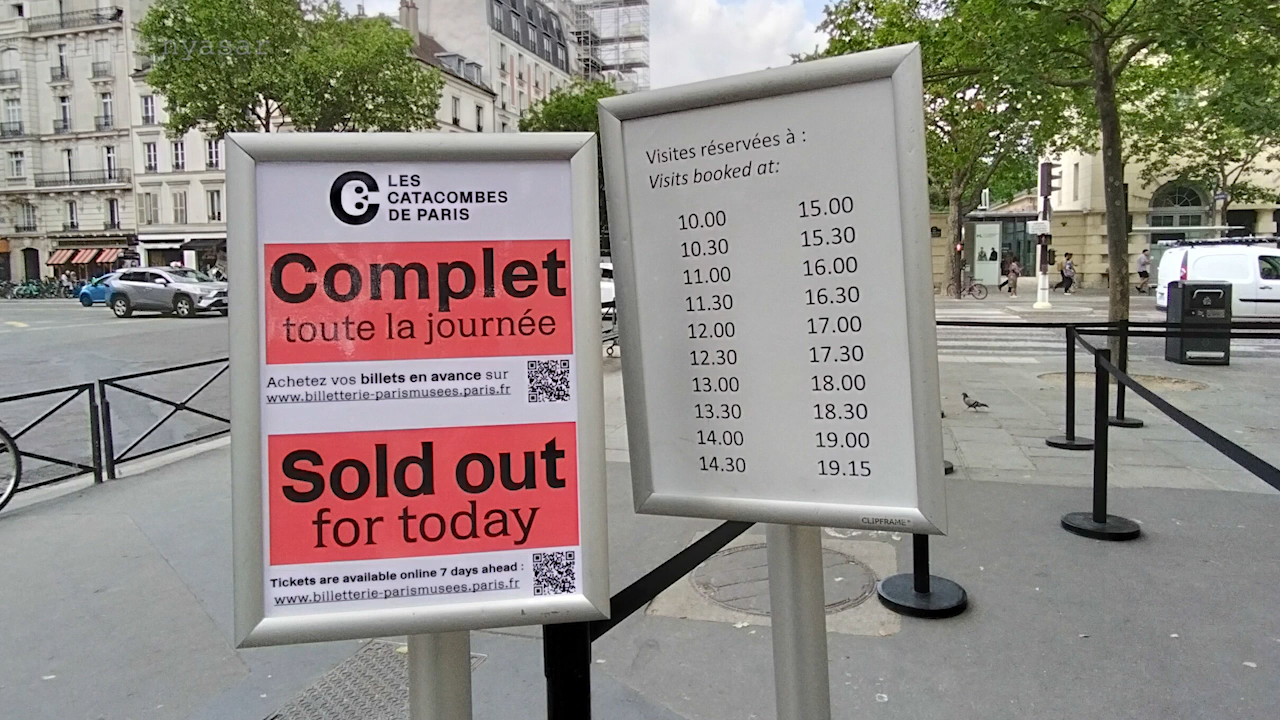 LES
CATACOMBES
DE PARIS
Complet
toute la journée
Achetez vos billets en avance sur
www.billetterie-parismusees.paris.fr
Sold out
for today
Tickets are available online 7 days ahead :
www.billetterie-parismusees.paris.fr
Visites réservées à :
Visits booked at:
10.00
10.30
11.00
11.30
12.00
12.30
13.00
13.30
14.00
14.30
15.00
15.30
16.00
16.30
17.00
17.30
18.00
18.30
19.00
19.15
CLIPFRAME